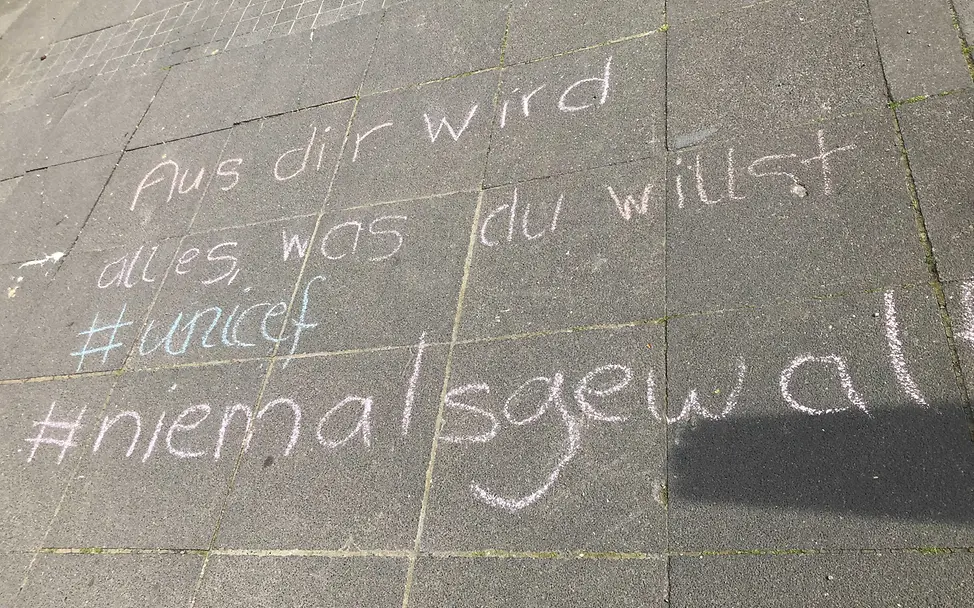 Aus dir wird
alles, was du willst
#unicef
#niemalsgewalt